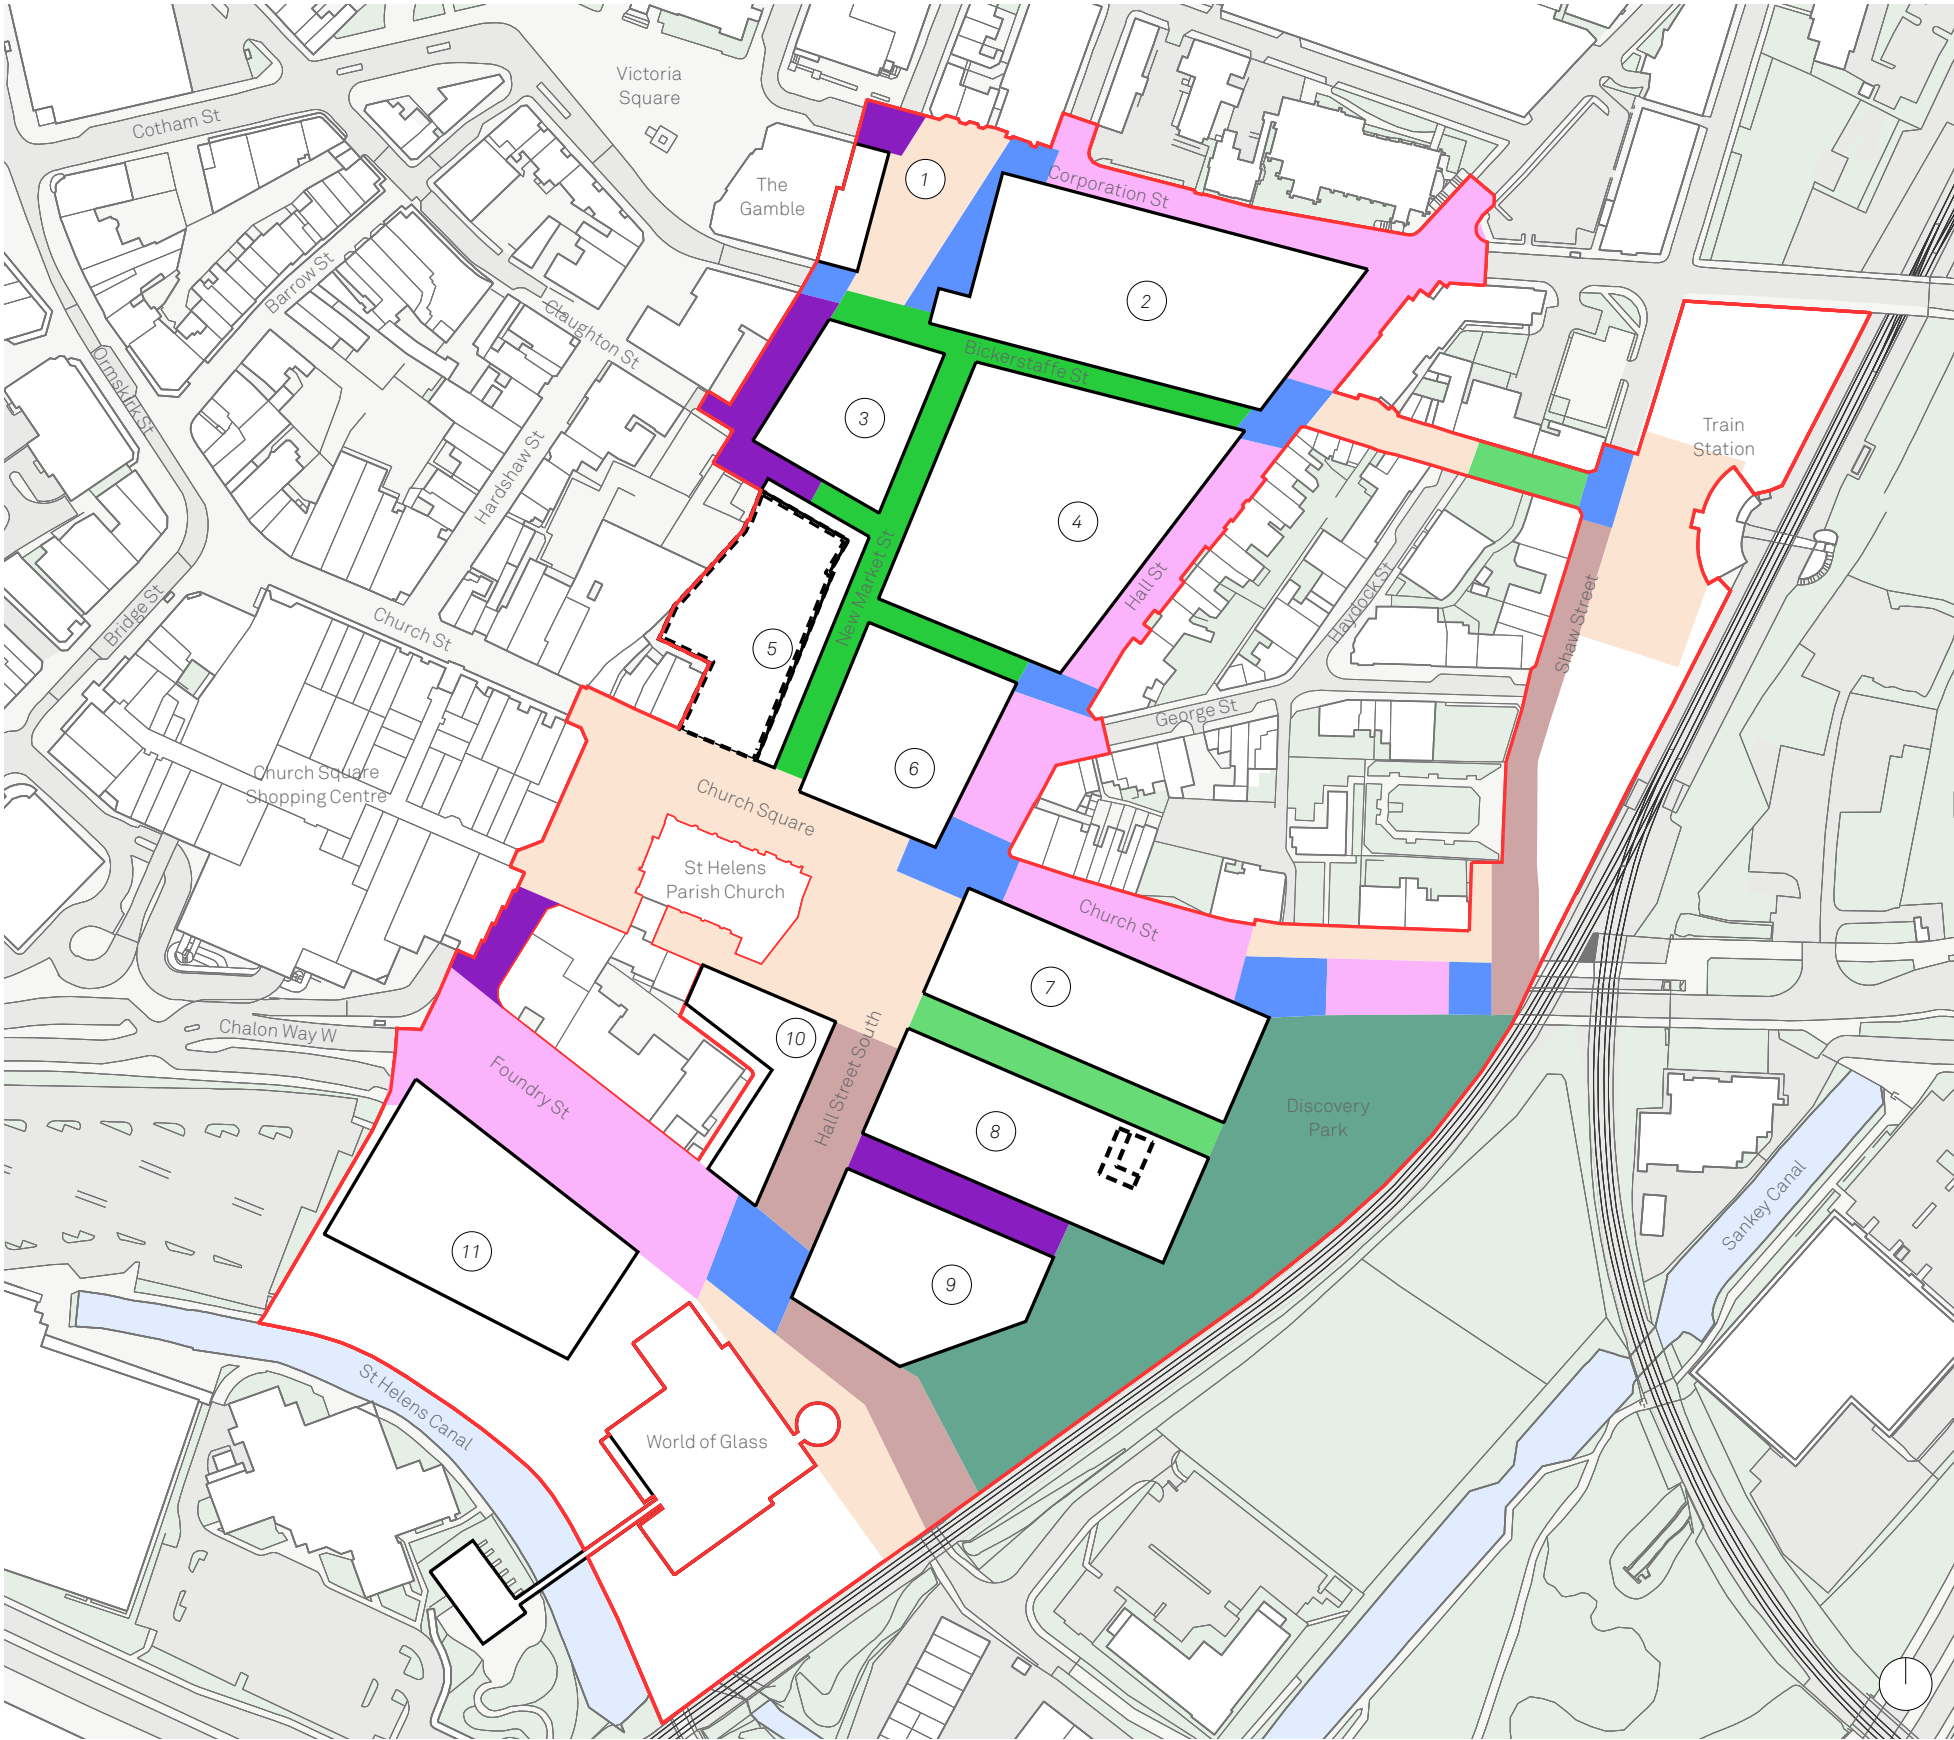 Victoria
Square
Cotham St
The
Gamble
1
Corporation St
Barrow St
Claughton St
2
Bickerstaffe St
Ormskirk St
3
Train
Station
Hardshaw St
4
New Market St
Hall St
Haydock St
Bridge St
Church St
5
Shaw Street
George St
6
Church Square
Shopping Centre
Church Square
St Helens
Parish Church
Church St
7
Chalon Way W
10
Foundry St
Hall Street South
8
Discovery
Park
Sankey Canal
11
9
St Helens Canal
World of Glass